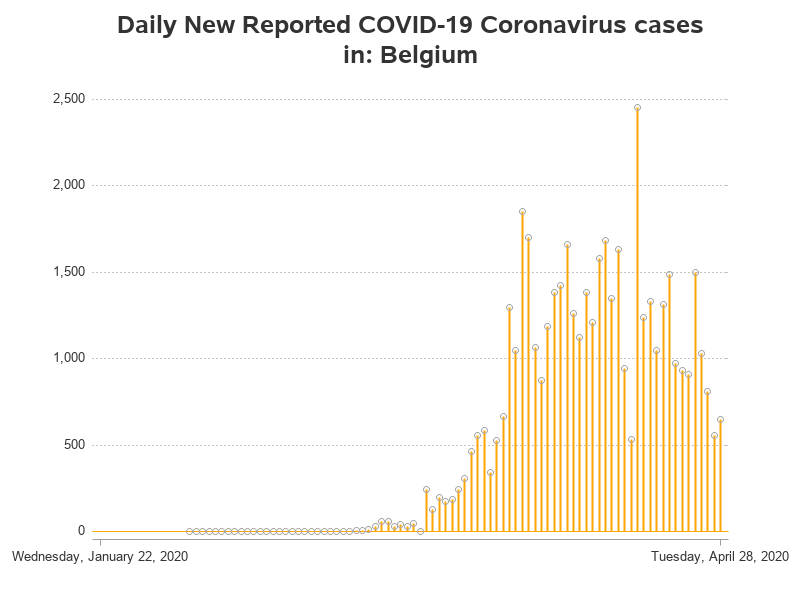 Daily New Reported COVID-19 Coronavirus cases
in: Belgium
2,500
2,000
1,500
1,000
500
0
Wednesday, January 22, 2020
Tuesday, April 28, 2020